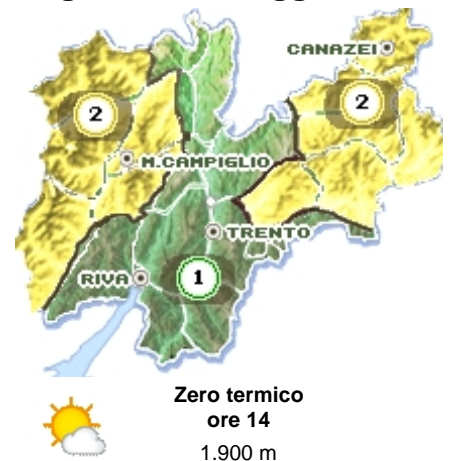 CANAZEI
2
2
M.CAMPIGLIO
TRENTO
RIVA
1
Zero termico
ore 14
1.900 m